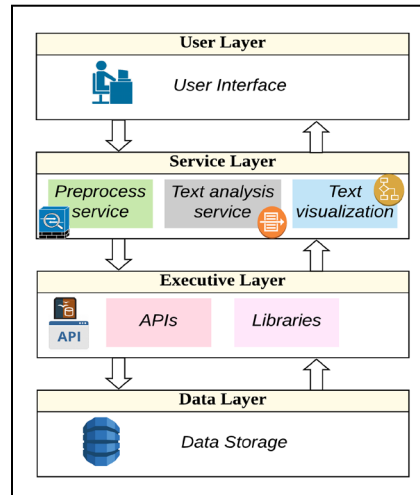 User Layer
User Interface
Service Layer
Preprocess
service
Text analysis
service
Text
visualization
Executive Layer
API
APIs
Libraries
Data Layer
Data Storage